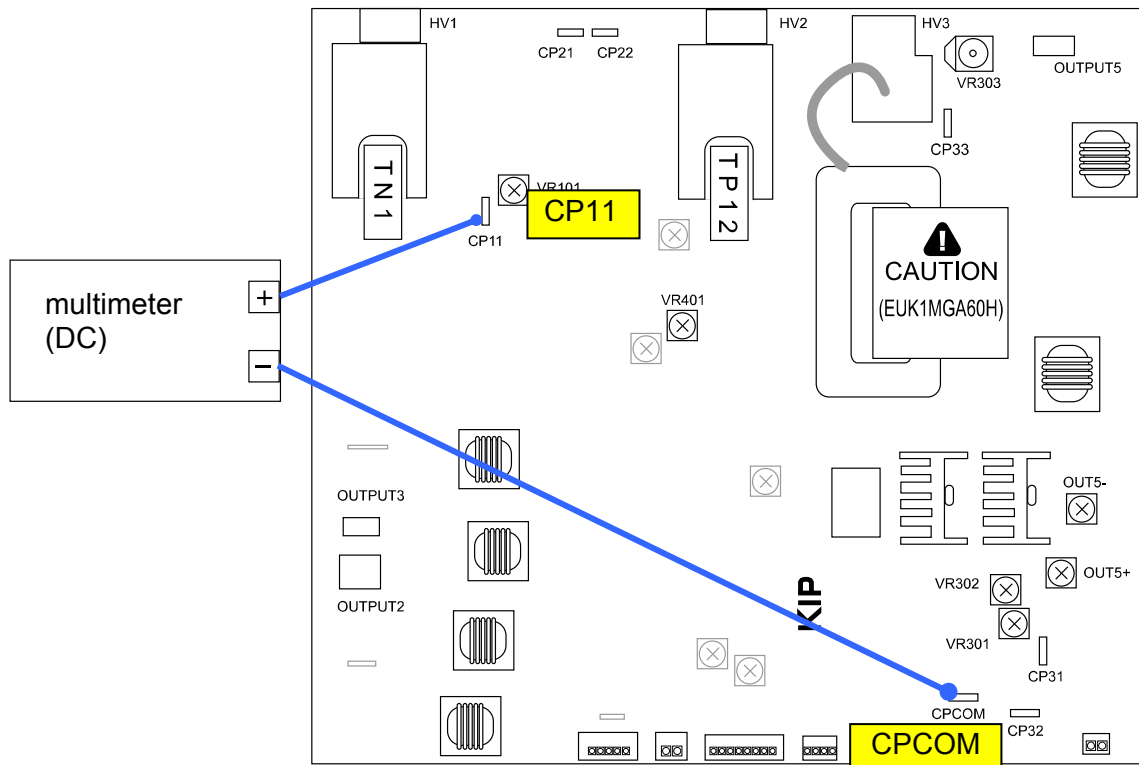 HV1
HV2
HV3
CP21
CP22
VR303
OUTPUT5
CP33
TN1
TP12
VR101
CP11
CP11
CAUTION
(EUK1MGA60H)
multimeter
(DC)
+
−
VR401
OUTPUT3
OUTPUT2
OUT5-
OUT5+
VR302
VR301
KIP
CP31
CPCOM
CP32
CPCOM